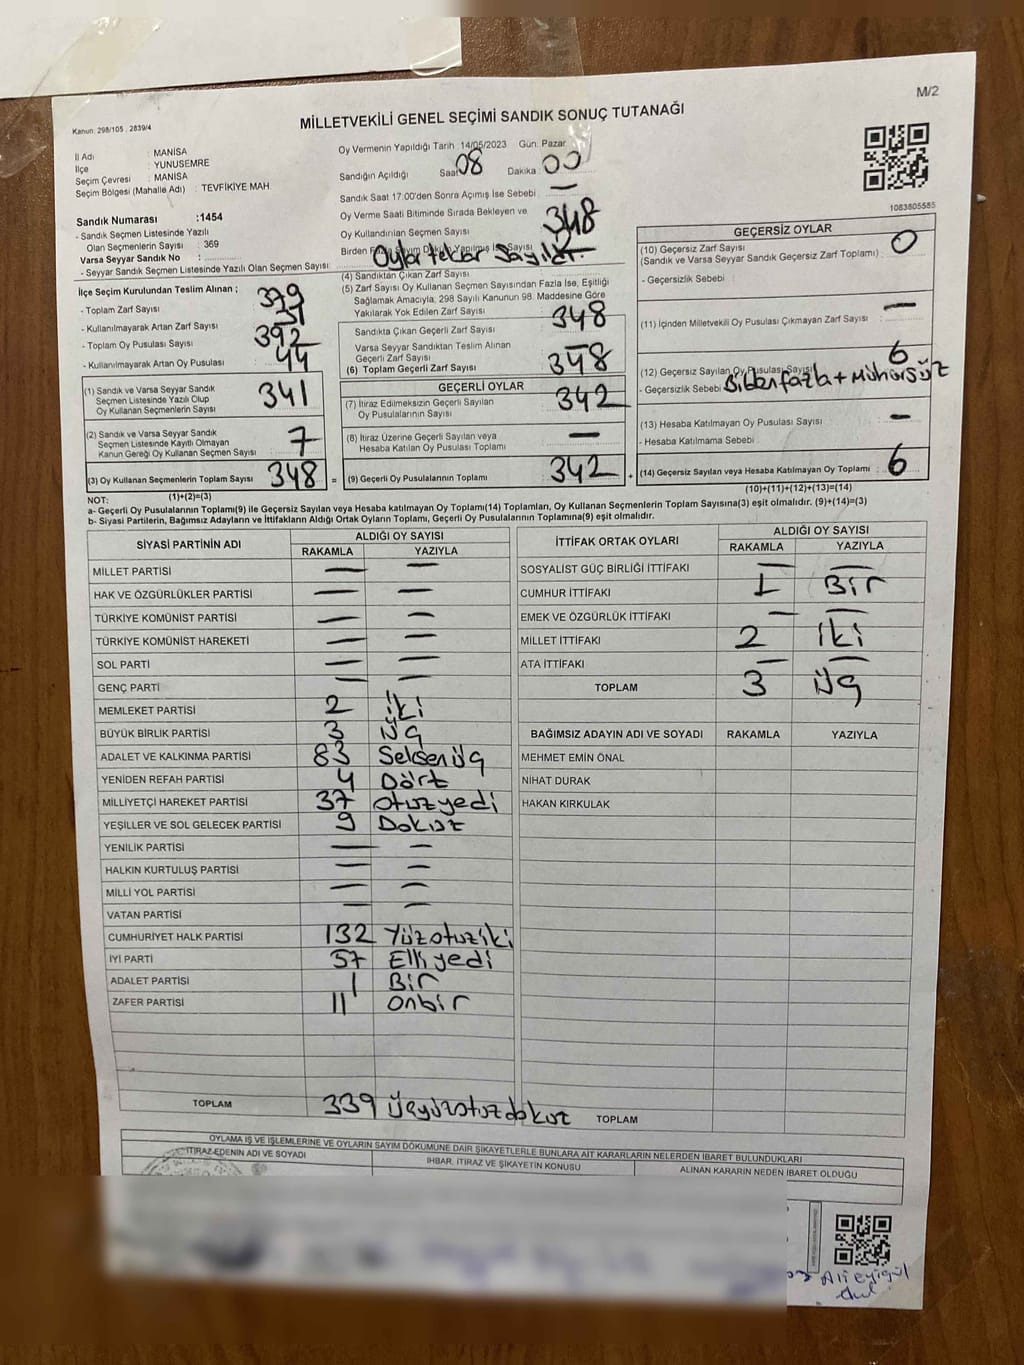 M/2
Kanun. 298/105 , 2839/4
MİLLETVEKİLİ GENEL SEÇİMİ SANDIK SONUÇ TUTANAĞI
İl Adı : MANİSA
İlçe : YUNUSEMRE
Seçim Çevresi : MANİSA
Seçim Bölgesi (Mahalle Adı) : TEVFİKİYE MAH
Sandık Numarası :1454
- Sandık Seçmen Listesinde Yazılı
Olan Seçmenlerin Sayısı : 369
Varsa Seyyar Sandık No :
- Seyyar Sandık Seçmen Listesinde Yazılı Olan Seçmen Sayısı:
İlçe Seçim Kurulundan Teslim Alınan ;
- Toplam Zarf Sayısı : 379
- Kullanılmayarak Artan Zarf Sayısı : 31
- Toplam Oy Pusulası Sayısı : 392
- Kullanılmayarak Artan Oy Pusulası : 44
(1) Sandık ve Varsa Seyyar Sandık
Seçmen Listesinde Yazılı Olup
Oy Kullanan Seçmenlerin Sayısı : 341
(2) Sandık ve Varsa Seyyar Sandık
Seçmen Listesinde Kayıtlı Olmayan
Kanun Gereği Oy Kullanan Seçmen Sayısı : 7
(3) Oy Kullanan Seçmenlerin Toplam Sayısı : 348
(1)+(2)=(3)
Oy Vermenin Yapıldığı Tarih :14/05/2023 Gün: Pazar
Sandığın Açıldığı Saat: 08 Dakika : 00
Sandık Saat 17:00'den Sonra Açımış İse Sebebi : —
Oy Verme Saati Bitiminde Sırada Bekleyen ve
Oy Kullandırılan Seçmen Sayısı : 348
Oylar tekrar Sayıldı.
(4) Sandıktan Çıkan Zarf Sayısı
(5) Zarf Sayısı Oy Kullanan Seçmen Sayısından Fazla İse, Eşitliği
Sağlamak Amacıyla, 298 Sayılı Kanunun 98. Maddesine Göre
Yakılarak Yok Edilen Zarf Sayısı :
Sandıkta Çıkan Geçerli Zarf Sayısı : 348
Varsa Seyyar Sandıktan Teslim Alınan
Geçerli Zarf Sayısı : —
(6) Toplam Geçerli Zarf Sayısı : 348
GEÇERLİ OYLAR
(7) İtiraz Edilmeksizin Geçerli Sayılan
Oy Pusulalarının Sayısı : 342
(8) İtiraz Üzerine Geçerli Sayılan veya
Hesaba Katılan Oy Pusulası Toplamı : —
(9) Geçerli Oy Pusulalarının Toplamı : 342
1083805585
GEÇERSİZ OYLAR
(10) Geçersiz Zarf Sayısı
(Sandık ve Varsa Seyyar Sandık Geçersiz Zarf Toplamı) : 0
- Geçersizlik Sebebi :
(11) İçinden Milletvekili Oy Pusulası Çıkmayan Zarf Sayısı : —
(12) Geçersiz Sayılan Oy Pusulası Sayısı : 6
- Geçersizlik Sebebi : Birden fazla + Mühürsüz
(13) Hesaba Katılmayan Oy Pusulası Sayısı : —
- Hesaba Katılmama Sebebi :
(14) Geçersiz Sayılan veya Hesaba Katılmayan Oy Toplamı : 6
(10)+(11)+(12)+(13)=(14)
NOT:
a- Geçerli Oy Pusulalarının Toplamı(9) ile Geçersiz Sayılan veya Hesaba Katılmayan Oy Toplamı(14) Toplamları, Oy Kullanan Seçmenlerin Toplam Sayısına(3) eşit olmalıdır. (9)+(14)=(3)
b- Siyasi Partilerin, Bağımsız Adayların ve İttifakların Aldığı Ortak Oyların Toplamı, Geçerli Oy Pusulalarının Toplamına(9) eşit olmalıdır.
SİYASİ PARTİNİN ADI ALDIĞI OY SAYISI
RAKAMLA YAZIYLA
MİLLET PARTİSİ — —
HAK VE ÖZGÜRLÜKLER PARTİSİ — —
TÜRKİYE KOMÜNİST PARTİSİ — —
TÜRKİYE KOMÜNİST HAREKETİ — —
SOL PARTİ — —
GENÇ PARTİ — —
MEMLEKET PARTİSİ 2 iki
BÜYÜK BİRLİK PARTİSİ 3 Üç
ADALET VE KALKINMA PARTİSİ 83 Seksen üç
YENİDEN REFAH PARTİSİ 4 Dört
MİLLİYETÇİ HAREKET PARTİSİ 37 otuzyedi
YEŞİLLER VE SOL GELECEK PARTİSİ 9 Dokuz
YENİLİK PARTİSİ — —
HALKIN KURTULUŞ PARTİSİ — —
MİLLİ YOL PARTİSİ — —
VATAN PARTİSİ — —
CUMHURİYET HALK PARTİSİ 132 Yüzotuziki
İYİ PARTİ 57 Elli yedi
ADALET PARTİSİ 1 Bir
ZAFER PARTİSİ 11 onbir
TOPLAM 339 Üçyüzotuzdokuz
İTTİFAK ORTAK OYLARI ALDIĞI OY SAYISI
RAKAMLA YAZIYLA
SOSYALİST GÜÇ BİRLİĞİ İTTİFAKI — —
CUMHUR İTTİFAKI 1 Bir
EMEK VE ÖZGÜRLÜK İTTİFAKI — —
MİLLET İTTİFAKI 2 iki
ATA İTTİFAKI — —
TOPLAM 3 Üç
BAĞIMSIZ ADAYIN ADI VE SOYADI RAKAMLA YAZIYLA
MEHMET EMİN ÖNAL
NİHAT DURAK
HAKAN KIRKULAK
TOPLAM
OYLAMA İŞ VE İŞLEMLERİNE VE OYLARIN SAYIM DÖKÜMÜNE DAİR ŞİKAYETLERLE BUNLARA AİT KARARLARIN NELERDEN İBARET BULUNDUKLARI
İTİRAZ EDENİN ADI VE SOYADI İHBAR, İTİRAZ VE ŞİKAYETİN KONUSU ALINAN KARARIN NEDEN İBARET OLDUĞU